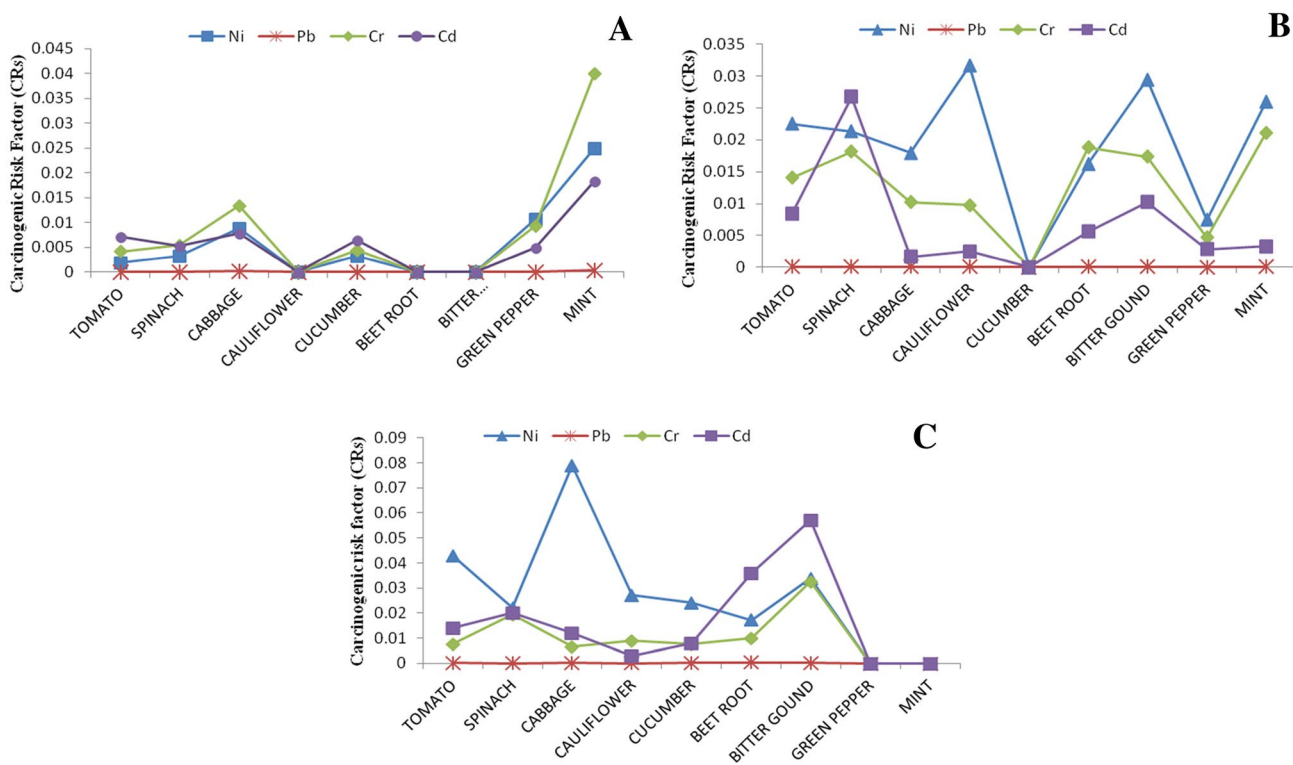 A
Ni Pb Cr Cd
Carcinogenic Risk Factor (CRs)
0.045
0.04
0.035
0.03
0.025
0.02
0.015
0.01
0.005
0
TOMATO
SPINACH
CABBAGE
CAULIFLOWER
CUCUMBER
BEET ROOT
BITTER...
GREEN PEPPER
MINT
B
Ni Pb Cr Cd
Carcinogenic Risk Factor (CRs)
0.035
0.03
0.025
0.02
0.015
0.01
0.005
0
TOMATO
SPINACH
CABBAGE
CAULIFLOWER
CUCUMBER
BEET ROOT
BITTER GOUND
GREEN PEPPER
MINT
C
Ni Pb Cr Cd
Carcinogenic risk factor (CRs)
0.09
0.08
0.07
0.06
0.05
0.04
0.03
0.02
0.01
0
TOMATO
SPINACH
CABBAGE
CAULIFLOWER
CUCUMBER
BEET ROOT
BITTER GOUND
GREEN PEPPER
MINT